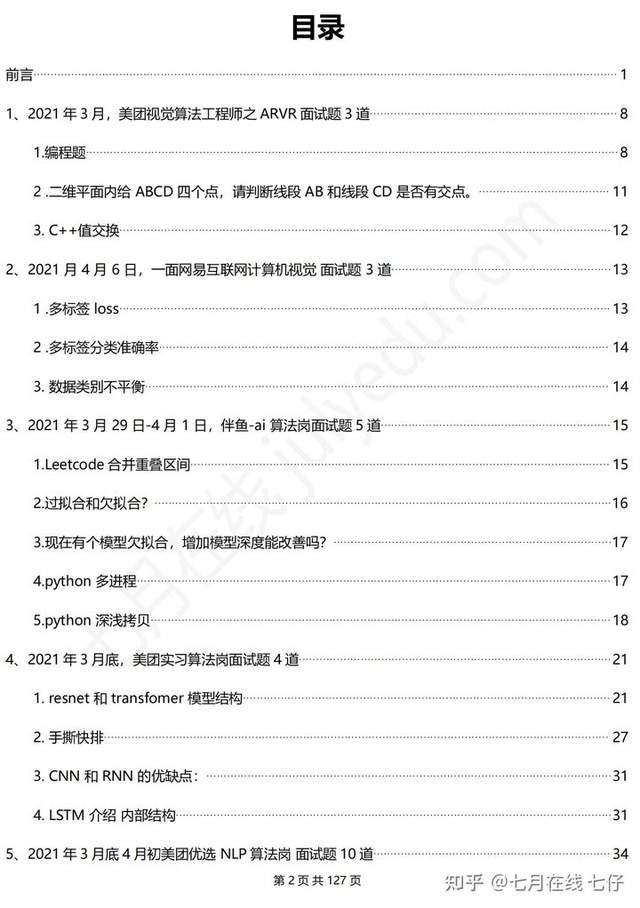 目录
前言 1
1、2021 年 3 月，美团视觉算法工程师之 ARVR 面试题 3 道 8
1.编程题 8
2 .二维平面内给 ABCD 四个点，请判断线段 AB 和线段 CD 是否有交点。 11
3. C++值交换 12
2、2021 月 4 月 6 日，一面网易互联网计算机视觉 面试题 3 道 13
1 .多标签 loss 13
2 .多标签分类准确率 14
3. 数据类别不平衡 14
3、2021 年 3 月 29 日-4 月 1 日，伴鱼-ai 算法岗面试题 5 道 15
1.Leetcode 合并重叠区间 15
2.过拟合和欠拟合？ 16
3.现在有个模型欠拟合，增加模型深度能改善吗？ 17
4.python 多进程 17
5.python 深浅拷贝 18
4、2021 年 3 月底，美团实习算法岗面试题 4 道 21
1. resnet 和 transfomer 模型结构 21
2. 手撕快排 27
3. CNN 和 RNN 的优缺点： 31
4. LSTM 介绍 内部结构 31
5、2021 年 3 月底 4 月初美团优选 NLP 算法岗 面试题 10 道 34
第 2 页 共 127 页
知乎 @七月在线 七仔
七月在线 julyedu.com